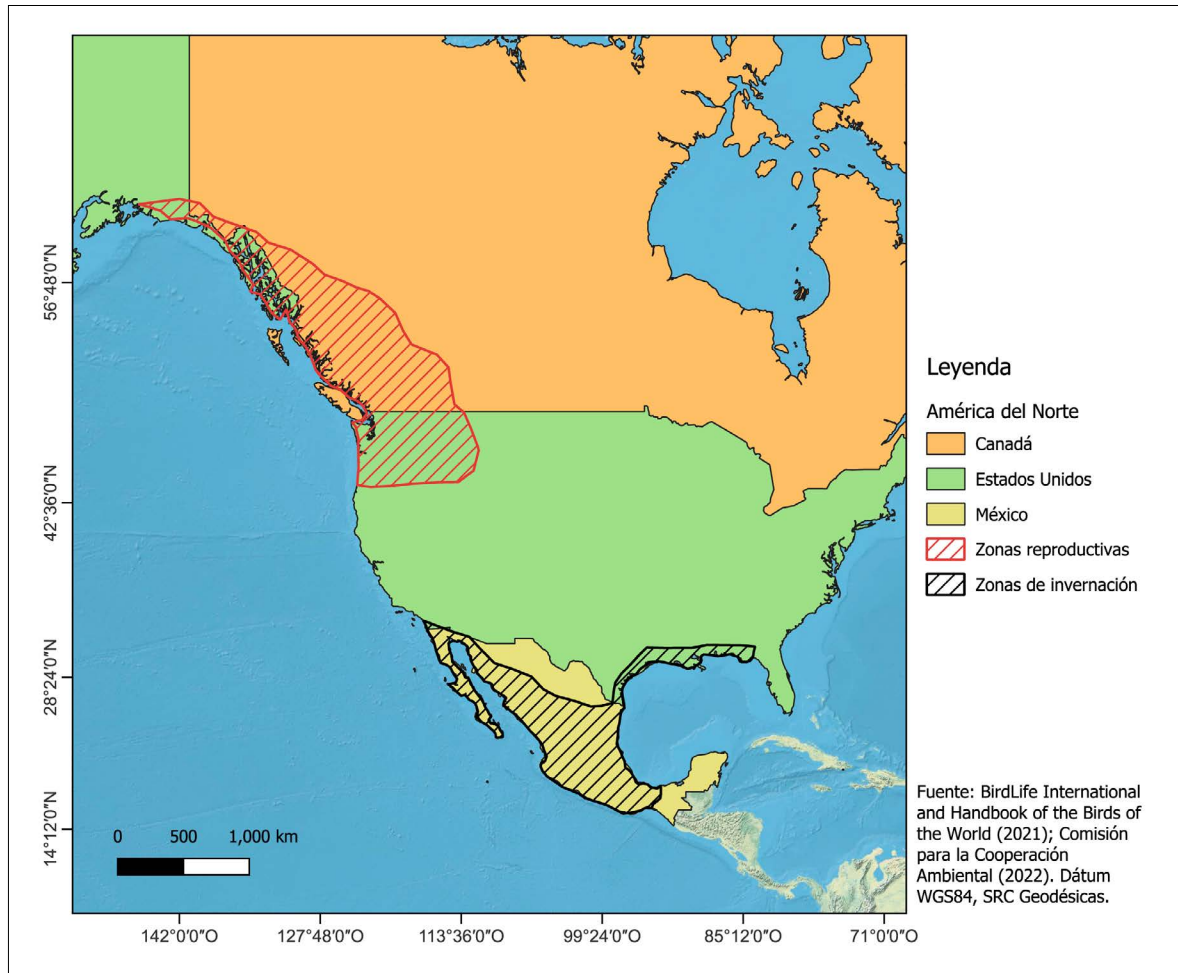 56°48'0"N
42°36'0"N
28°24'0"N
14°12'0"N
0 500 1,000 km
142°00'0"O 127°48'0"O 113°36'0"O 99°24'0"O 85°12'0"O 71°00'0"O
Leyenda
América del Norte
Canadá
Estados Unidos
México
Zonas reproductivas
Zonas de invernación
Fuente: BirdLife International
and Handbook of the Birds of
the World (2021); Comisión
para la Cooperación
Ambiental (2022). Dátum
WGS84, SRC Geodésicas.